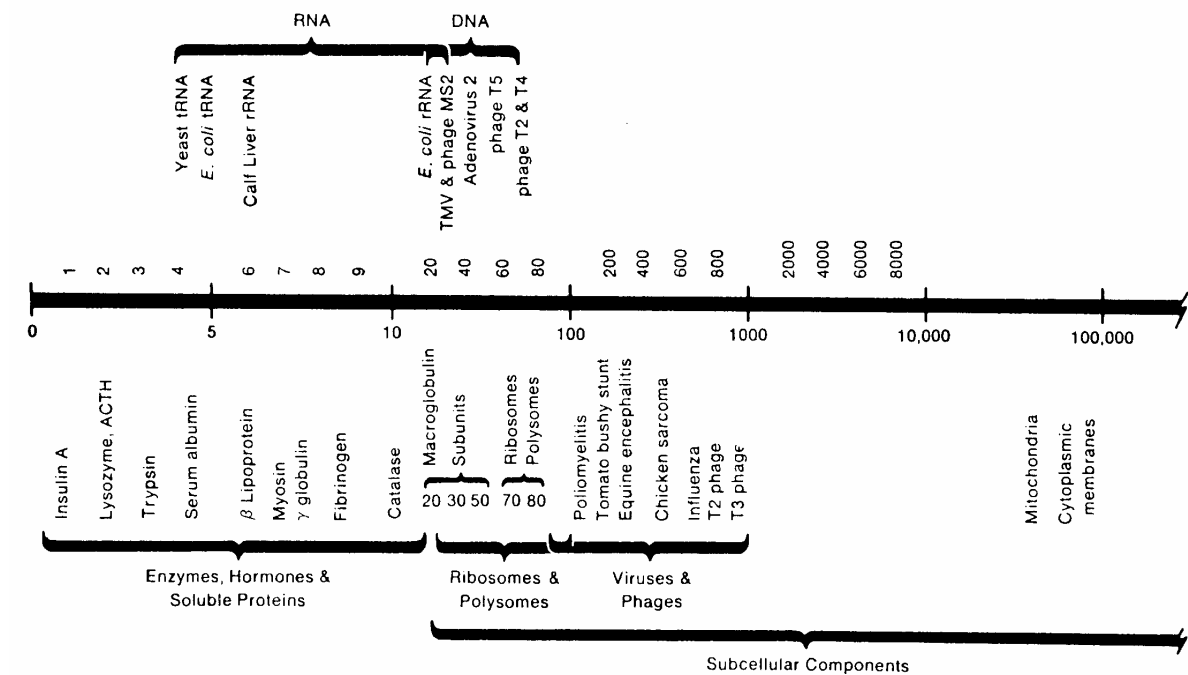 RNA
DNA
Yeast tRNA
E. coli tRNA
Calf Liver rRNA
E. coli rRNA
TMV & phage MS2
Adenovirus 2
phage T5
phage T2 & T4
1
2
3
4
6
7
8
9
20
40
60
80
200
400
600
800
2000
4000
6000
8000
0
5
10
100
1000
10,000
100,000
Insulin A
Lysozyme, ACTH
Trypsin
Serum albumin
β Lipoprotein
Myosin
γ globulin
Fibrinogen
Catalase
Macroglobulin
Subunits
Ribosomes
Polysomes
20
30
50
70
80
Poliomyelitis
Tomato bushy stunt
Equine encephalitis
Chicken sarcoma
Influenza
T2 phage
T3 phage
Mitochondria
Cytoplasmic
membranes
Enzymes, Hormones &
Soluble Proteins
Ribosomes &
Polysomes
Viruses &
Phages
Subcellular Components